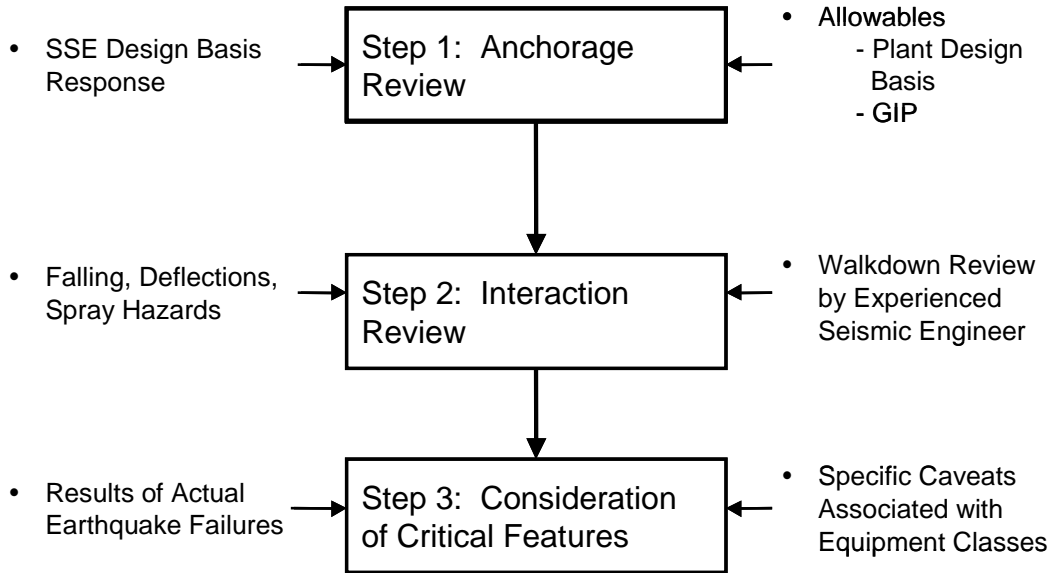 • SSE Design Basis
Response
Step 1: Anchorage
Review
• Allowables
- Plant Design
Basis
- GIP
• Falling, Deflections,
Spray Hazards
Step 2: Interaction
Review
• Walkdown Review
by Experienced
Seismic Engineer
• Results of Actual
Earthquake Failures
Step 3: Consideration
of Critical Features
• Specific Caveats
Associated with
Equipment Classes